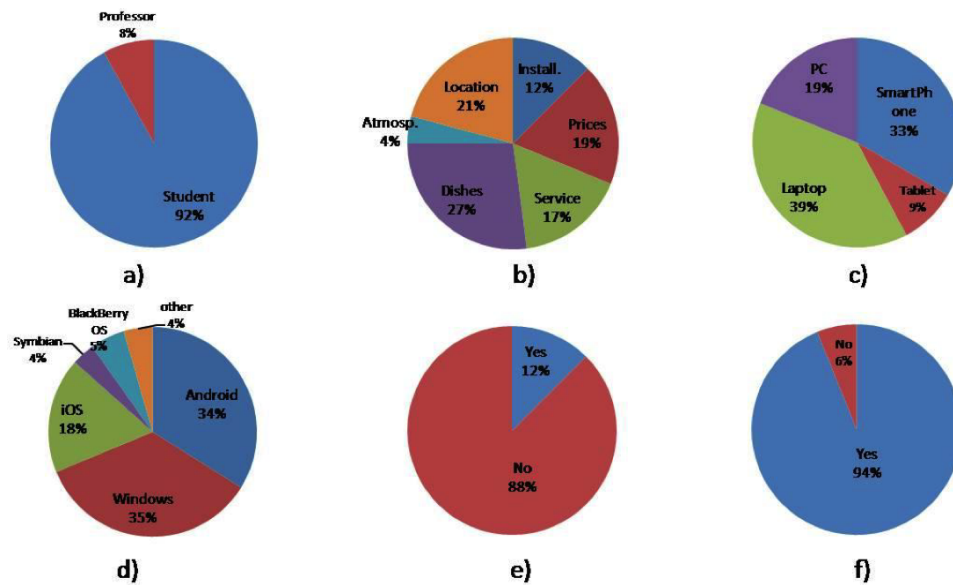 Professor
8%
Student
92%
a)
Install.
12%
Prices
19%
Service
17%
Dishes
27%
Atmosp.
4%
Location
21%
b)
SmartPh
one
33%
Tablet
9%
Laptop
39%
PC
19%
c)
Android
34%
Windows
35%
iOS
18%
Symbian
4%
BlackBerry
OS
5%
other
4%
d)
Yes
12%
No
88%
e)
No
6%
Yes
94%
f)